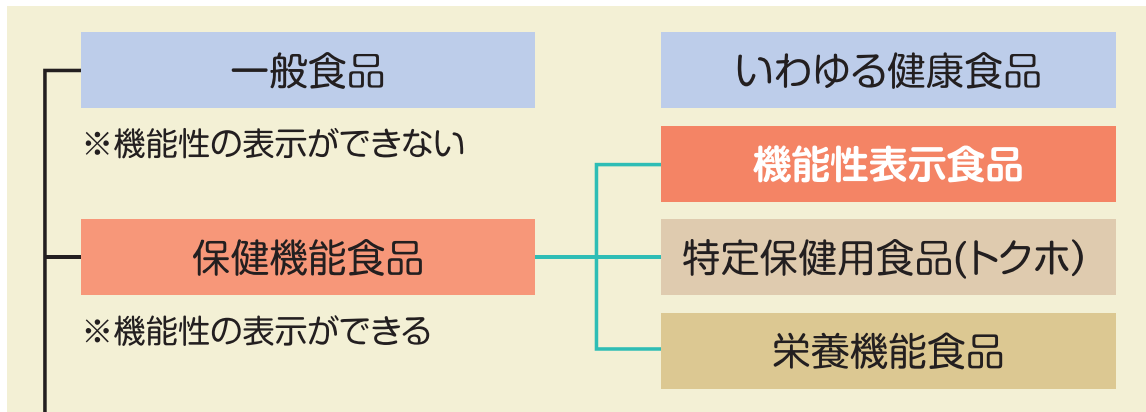 一般食品
※機能性の表示ができない
保健機能食品
※機能性の表示ができる
いわゆる健康食品
機能性表示食品
特定保健用食品(トクホ)
栄養機能食品